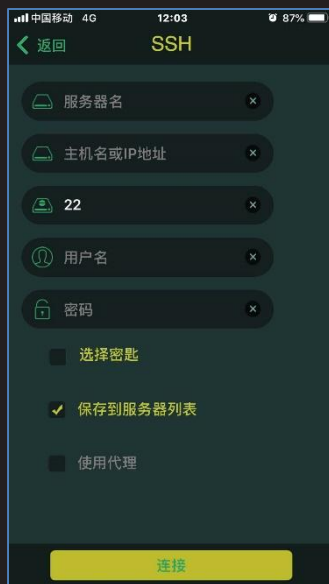 中国移动 4G 12:03 87%
返回 SSH
服务器名
主机名或IP地址
22
用户名
密码
选择密匙
保存到服务器列表
使用代理
连接